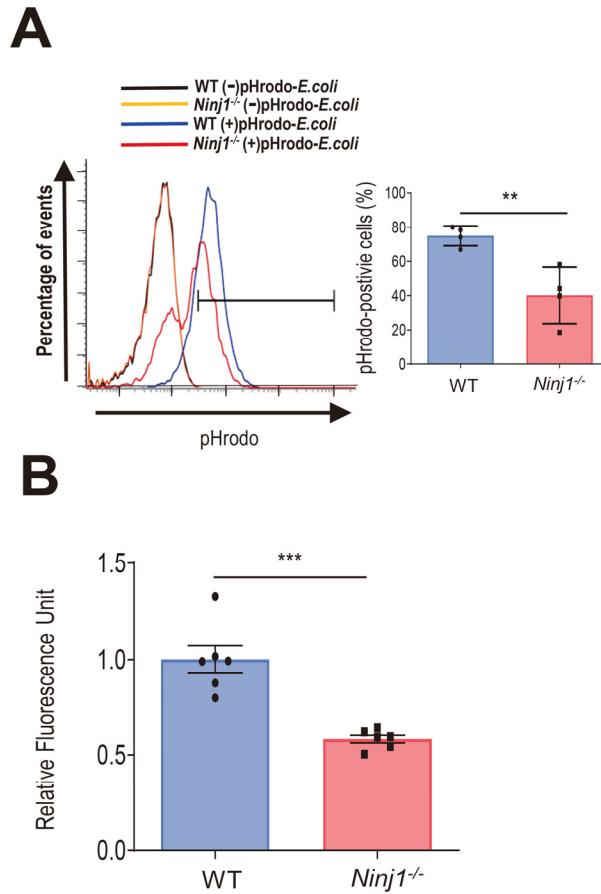 A
WT (-)pHrodo-E.coli
Ninj1-/- (-)pHrodo-E.coli
WT (+)pHrodo-E.coli
Ninj1-/- (+)pHrodo-E.coli
Percentage of events
pHrodo
pHrodo-postivie cells (%)
100
80
60
40
20
0
**
WT
Ninj1-/-
B
Relative Fluorescence Unit
1.5
1.0
0.5
0.0
***
WT
Ninj1-/-